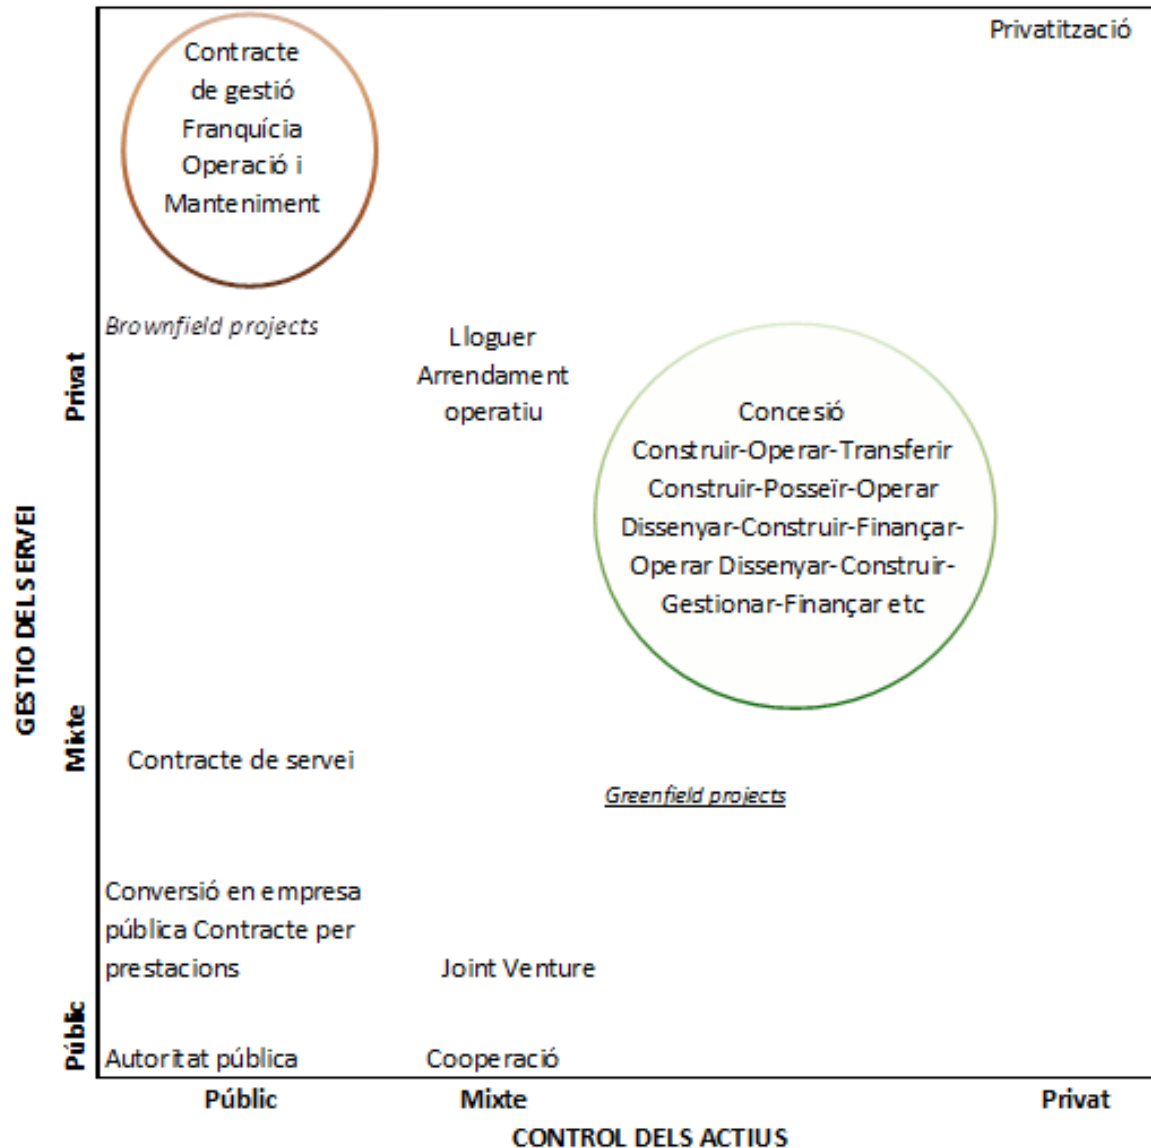 Privatització
Contracte
de gestió
Franquícia
Operació i
Manteniment
Brownfield projects
Lloguer
Arrendament
operatiu
Concesió
Construir-Operar-Transferir
Construir-Posseïr-Operar
Dissenyar-Construir-Finançar-
Operar Dissenyar-Construir-
Gestionar-Finançar etc
Contracte de servei
Greenfield projects
Conversió en empresa
pública Contracte per
prestacions
Joint Venture
Autoritat pública
Cooperació
GESTIO DEL SERVEI
Privat
Mixte
Públic
Públic
Mixte
Privat
CONTROL DELS ACTIUS